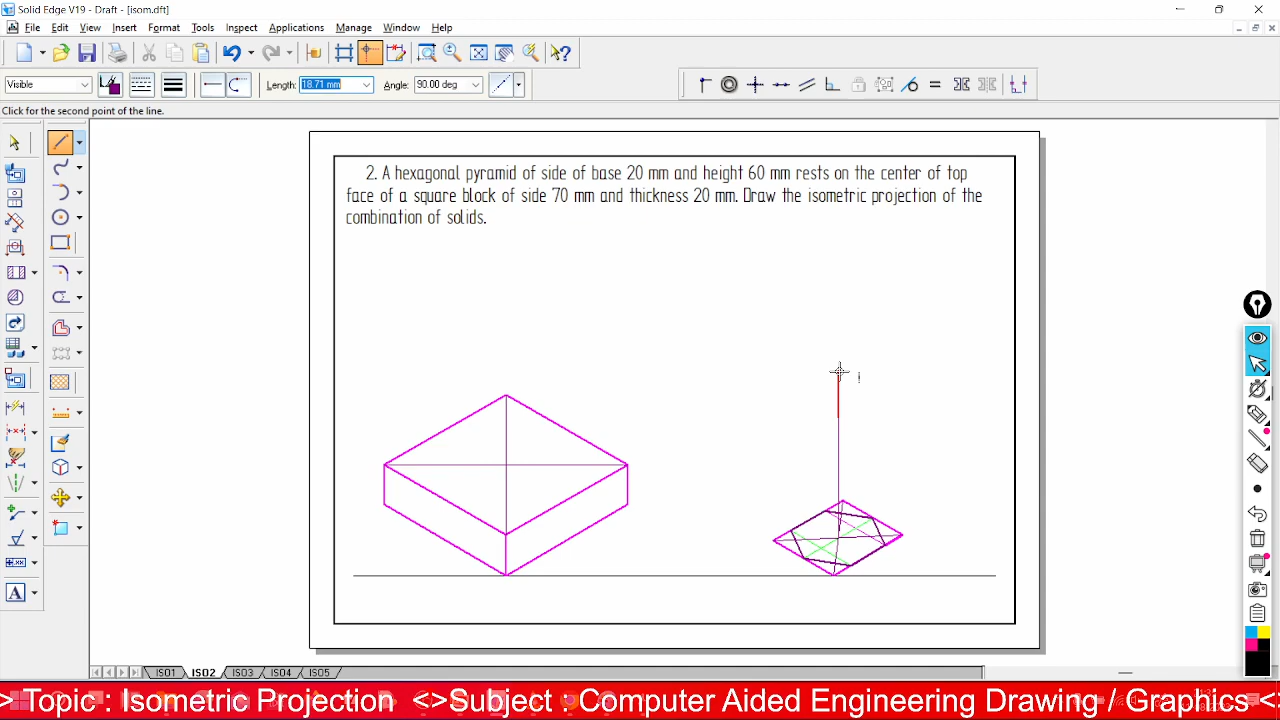 Solid Edge V19 - Draft - [isom.dft]
File Edit View Insert Format Tools Inspect Applications Manage Window Help
Visible Length: 18.71 mm Angle: 90.00 deg
Click for the second point of the line.
2. A hexagonal pyramid of side of base 20 mm and height 60 mm rests on the center of top
face of a square block of side 70 mm and thickness 20 mm. Draw the isometric projection of the
combination of solids.
ISO1 ISO2 ISO3 ISO4 ISO5
> Topic : Isometric Projection <>Subject : Computer Aided Engineering Drawing / Graphics <